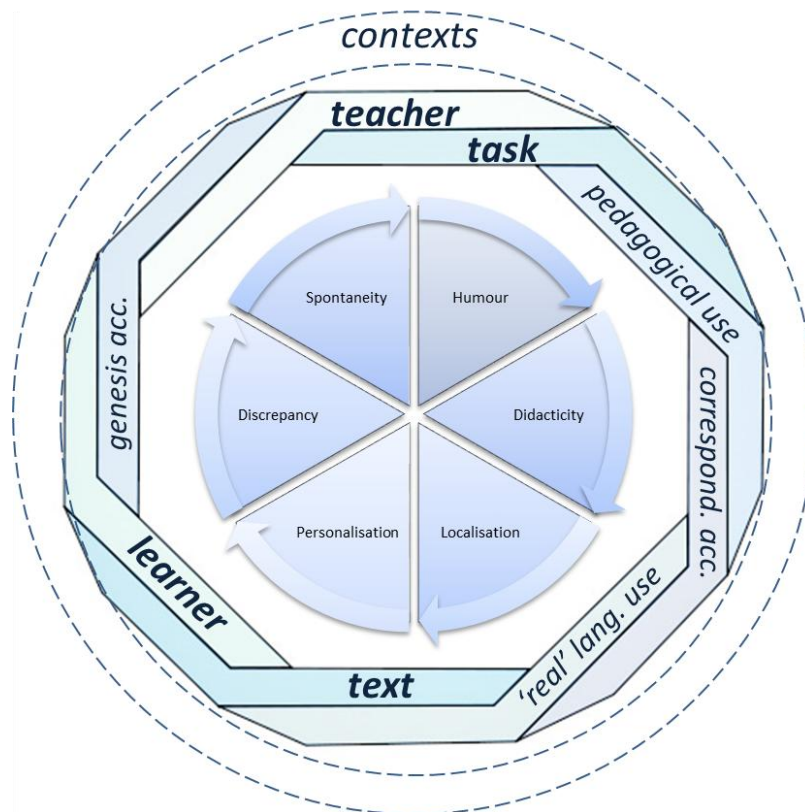 contexts
teacher
task
pedagogical use
correspond. acc.
'real' lang. use
text
learner
genesis acc.
Spontaneity
Humour
Discrepancy
Didacticity
Personalisation
Localisation